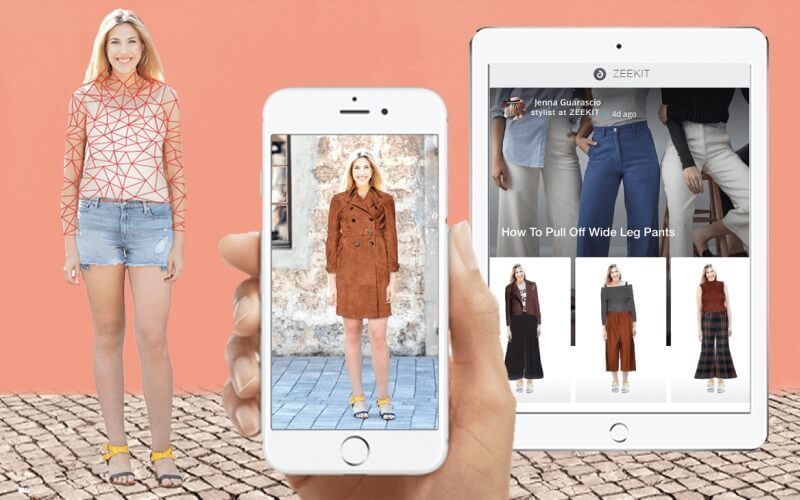 ZEEKIT
Jenna Guarascio
stylist at ZEEKIT
4d ago
How To Pull Off Wide Leg Pants